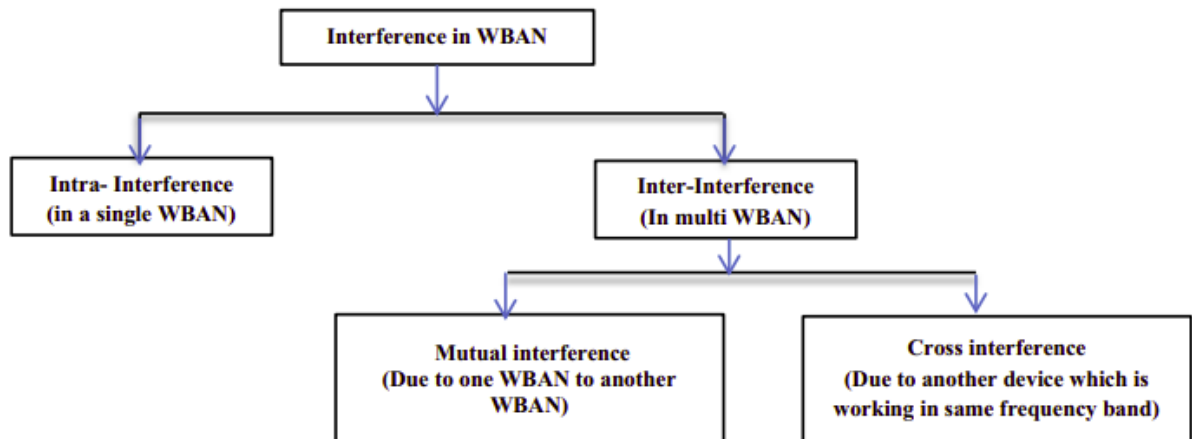 Interference in WBAN
Intra- Interference
(in a single WBAN)
Inter-Interference
(In multi WBAN)
Mutual interference
(Due to one WBAN to another
WBAN)
Cross interference
(Due to another device which is
working in same frequency band)